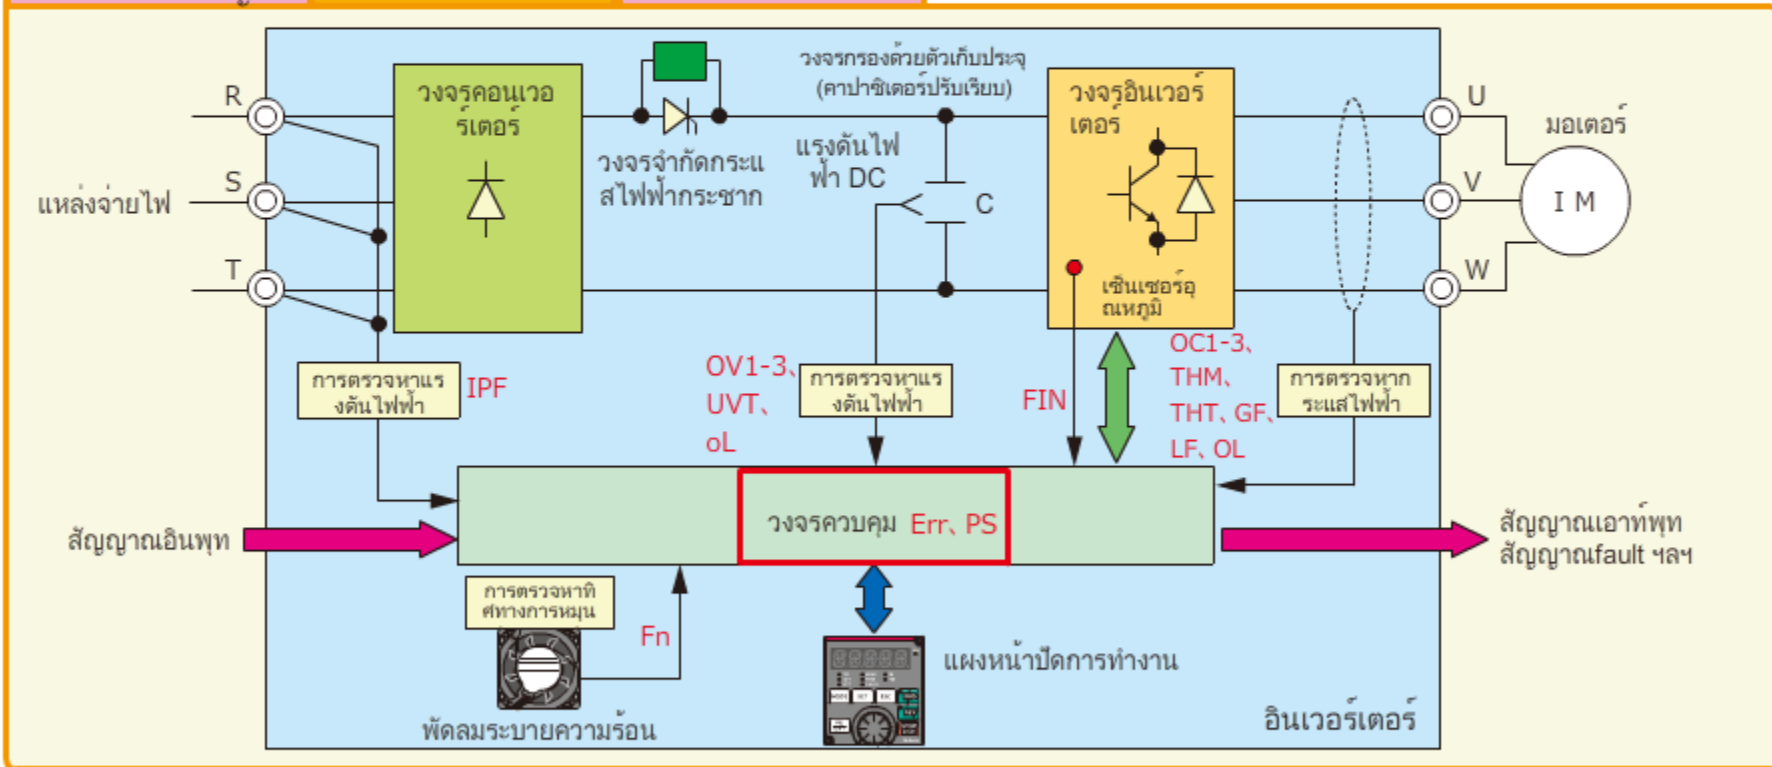 วงจรคอนเวอ
ร์เตอร์
วงจรกรองด้วยตัวเก็บประจุ
(คาปาซิเตอร์ปรับเรียบ)
วงจรอินเวอร์
เตอร์
R
S
T
แหล่งจ่ายไฟ
วงจรจำกัดกระแ
สไฟฟ้ากระชาก
แรงดันไฟ
ฟ้า DC
C
เซ็นเซอร์อุ
ณหภูมิ
U
V
W
มอเตอร์
I M
การตรวจหาแร
งดันไฟฟ้า
IPF
OV1-3、
UVT、
oL
การตรวจหาแร
งดันไฟฟ้า
FIN
OC1-3、
THM、
THT、GF、
LF、OL
การตรวจหาก
ระแสไฟฟ้า
สัญญาณอินพุท
วงจรควบคุม Err、PS
สัญญาณเอาท์พุท
สัญญาณfault ฯลฯ
การตรวจหาทิ
ศทางการหมุน
Fn
พัดลมระบายความร้อน
แผงหน้าปัดการทำงาน
อินเวอร์เตอร์